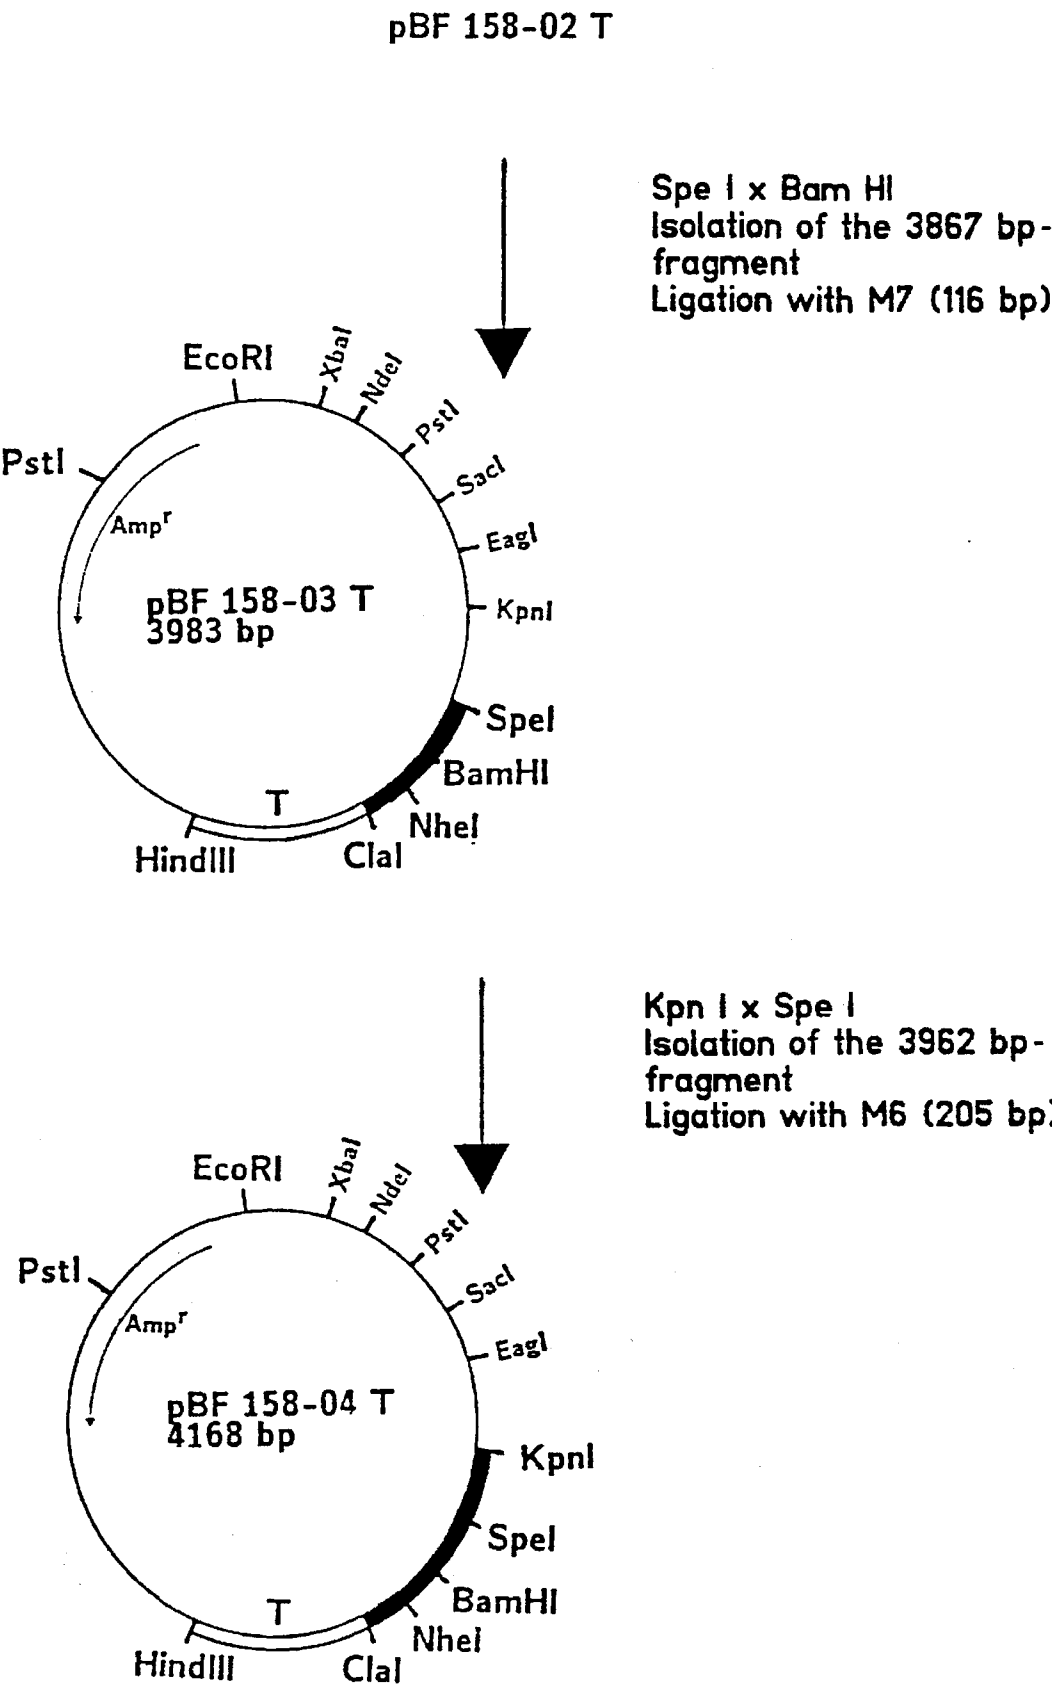 pBF 158-02 T
Spe I x Bam HI
Isolation of the 3867 bp-
fragment
Ligation with M7 (116 bp)
EcoRI
XbaI
NdeI
PstI
PstI
SacI
Ampr
EagI
pBF 158-03 T
3983 bp
KpnI
SpeI
BamHI
T
NheI
HindIII
ClaI
Kpn I x Spe I
Isolation of the 3962 bp-
fragment
Ligation with M6 (205 bp)
EcoRI
XbaI
NdeI
PstI
PstI
SacI
Ampr
EagI
pBF 158-04 T
4168 bp
KpnI
SpeI
BamHI
T
NheI
HindIII
ClaI